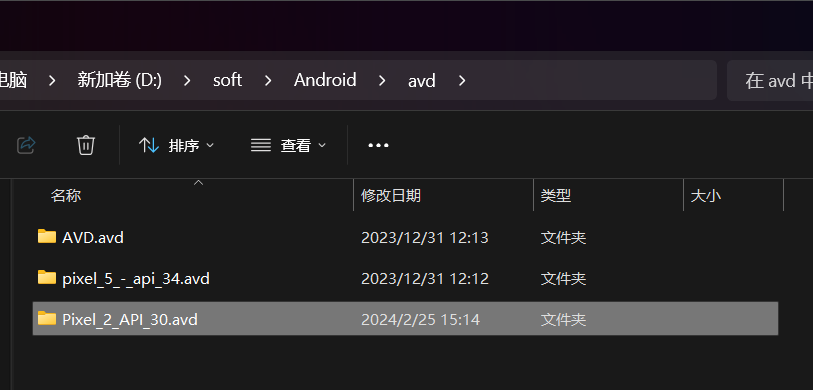 电脑 > 新加卷 (D:) > soft > Android > avd > 在 avd 中
排序 查看
名称 修改日期 类型 大小
AVD.avd 2023/12/31 12:13 文件夹
pixel_5_-_api_34.avd 2023/12/31 12:12 文件夹
Pixel_2_API_30.avd 2024/2/25 15:14 文件夹